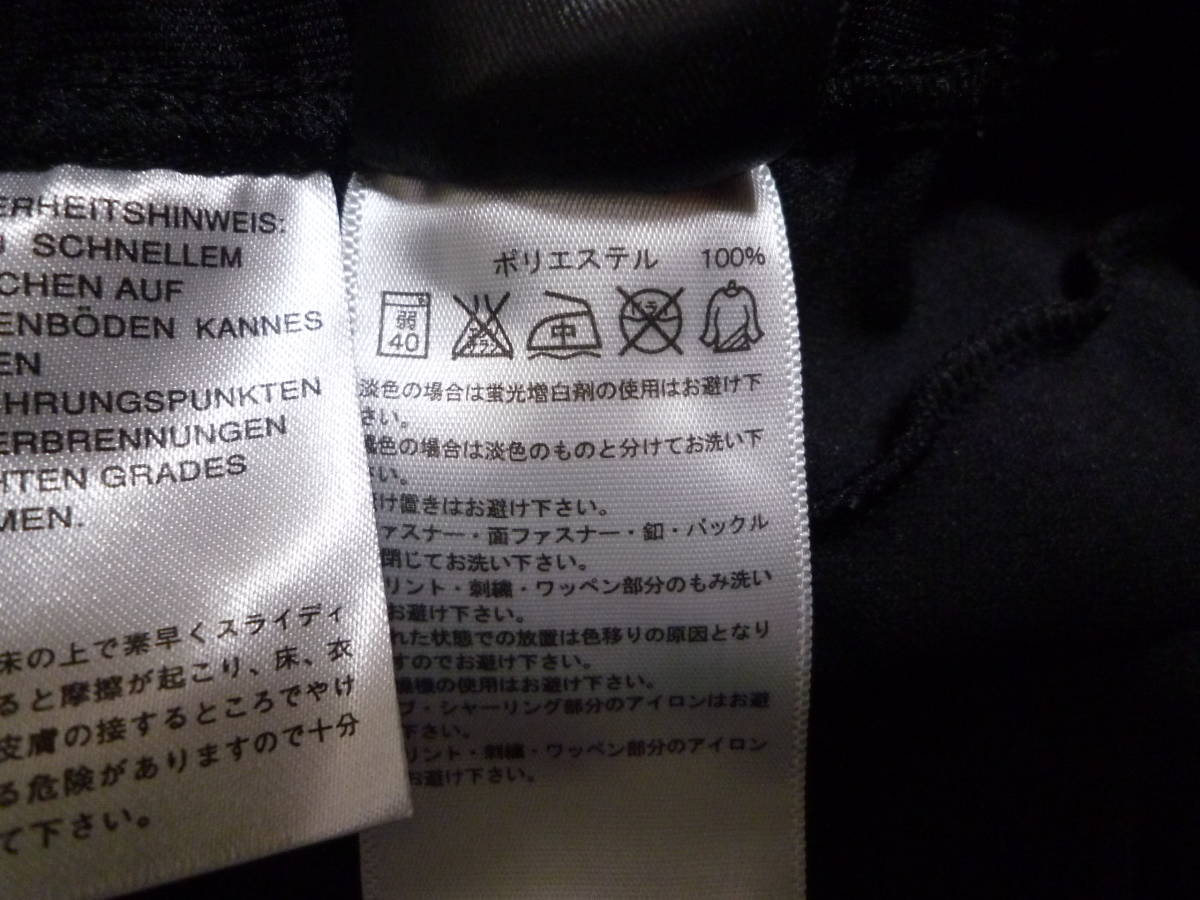 ERHEITSHINWEIS:
SCHNELLEM
CHEN AUF
ENBÖDEN KANNES
EN
HRUNGSPUNKTEN
ERBRENNUNGEN
HTEN GRADES
MEN.
床の上で素早くスライディ
ると摩擦が起こり、床、衣
皮膚の接するところでやけ
る危険がありますので十分
て下さい。
ポリエステル 100%
弱 40 中
淡色の場合は蛍光増白剤の使用はお避け下
さい。
色の場合は淡色のものと分けてお洗い下
い。
け置きはお避け下さい。
ァスナー・面ファスナー・釦・バックル
閉じてお洗い下さい。
リント・刺繍・ワッペン部分のもみ洗い
お避け下さい。
れた状態での放置は色移りの原因となり
すのでお避け下さい。
機の使用はお避け下さい。
ブ・シャーリング部分のアイロンはお避
下さい。
リント・刺繍・ワッペン部分のアイロン
お避け下さい。